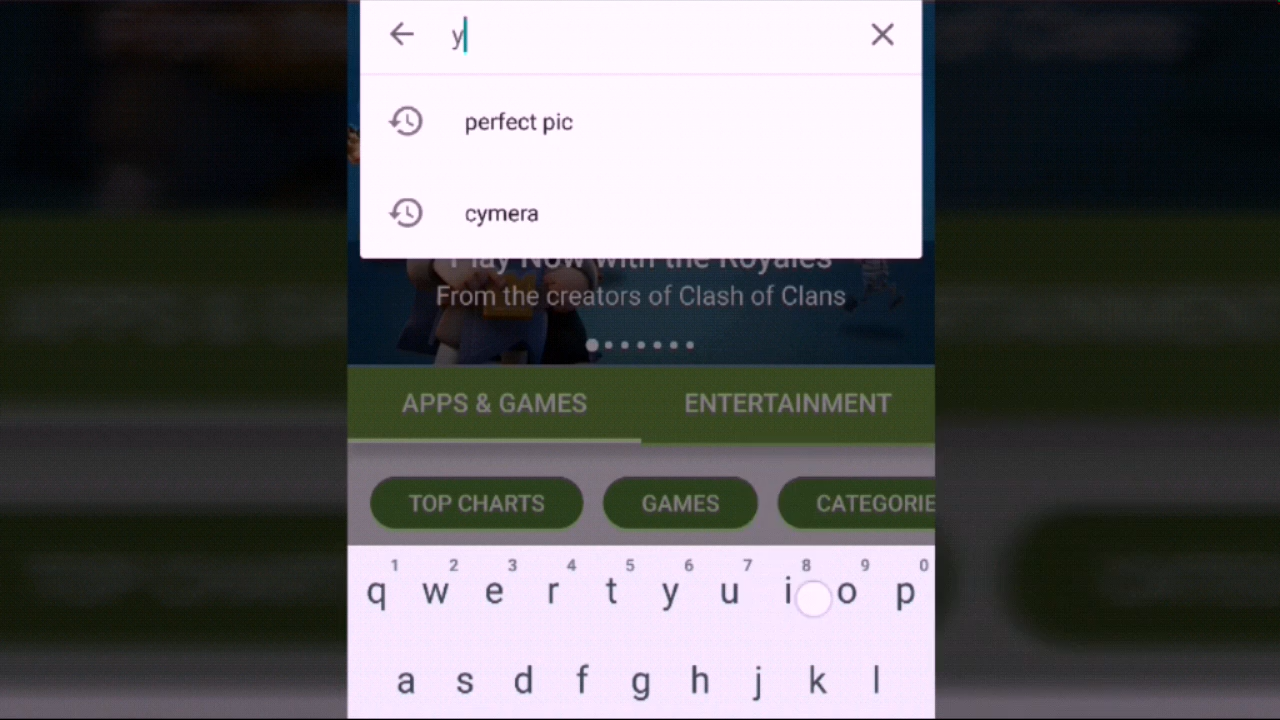 y
perfect pic
cymera
Play Now with the Royales
From the creators of Clash of Clans
APPS & GAMES ENTERTAINMENT
TOP CHARTS GAMES CATEGORIE
1 2 3 4 5 6 7 8 9 0
q w e r t y u i o p
a s d f g h j k l